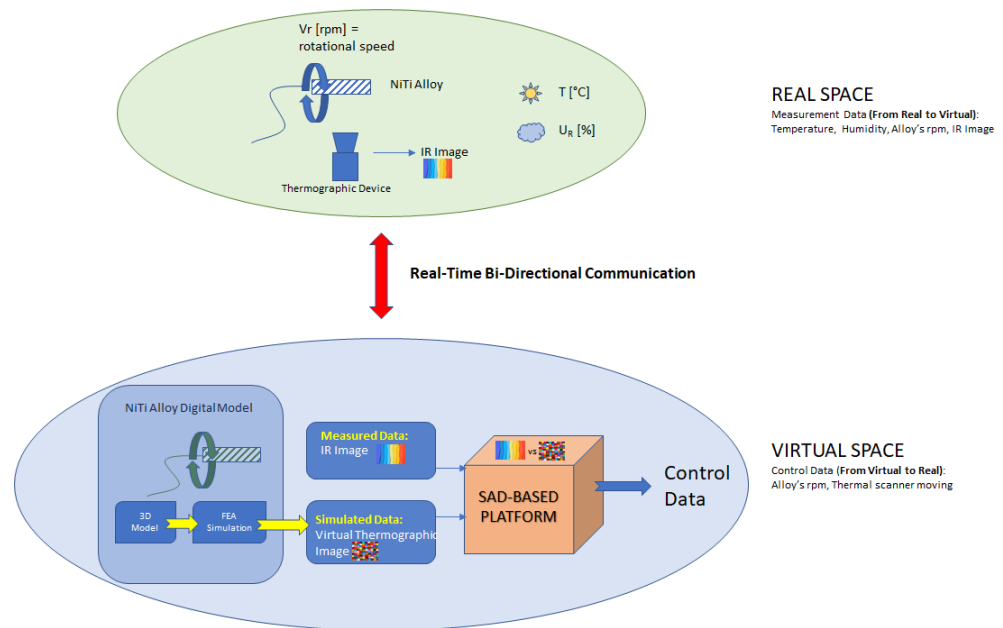 Vr [rpm] =
rotational speed
NiTi Alloy
T [°C]
UR [%]
IR Image
Thermographic Device
REAL SPACE
Measurement Data (From Real to Virtual):
Temperature, Humidity, Alloy's rpm, IR Image
Real-Time Bi-Directional Communication
NiTi Alloy Digital Model
3D
Model
FEA
Simulation
Measured Data:
IR Image
Simulated Data:
Virtual Thermographic
Image
vs
SAD-BASED
PLATFORM
Control
Data
VIRTUAL SPACE
Control Data (From Virtual to Real):
Alloy's rpm, Thermal scanner moving